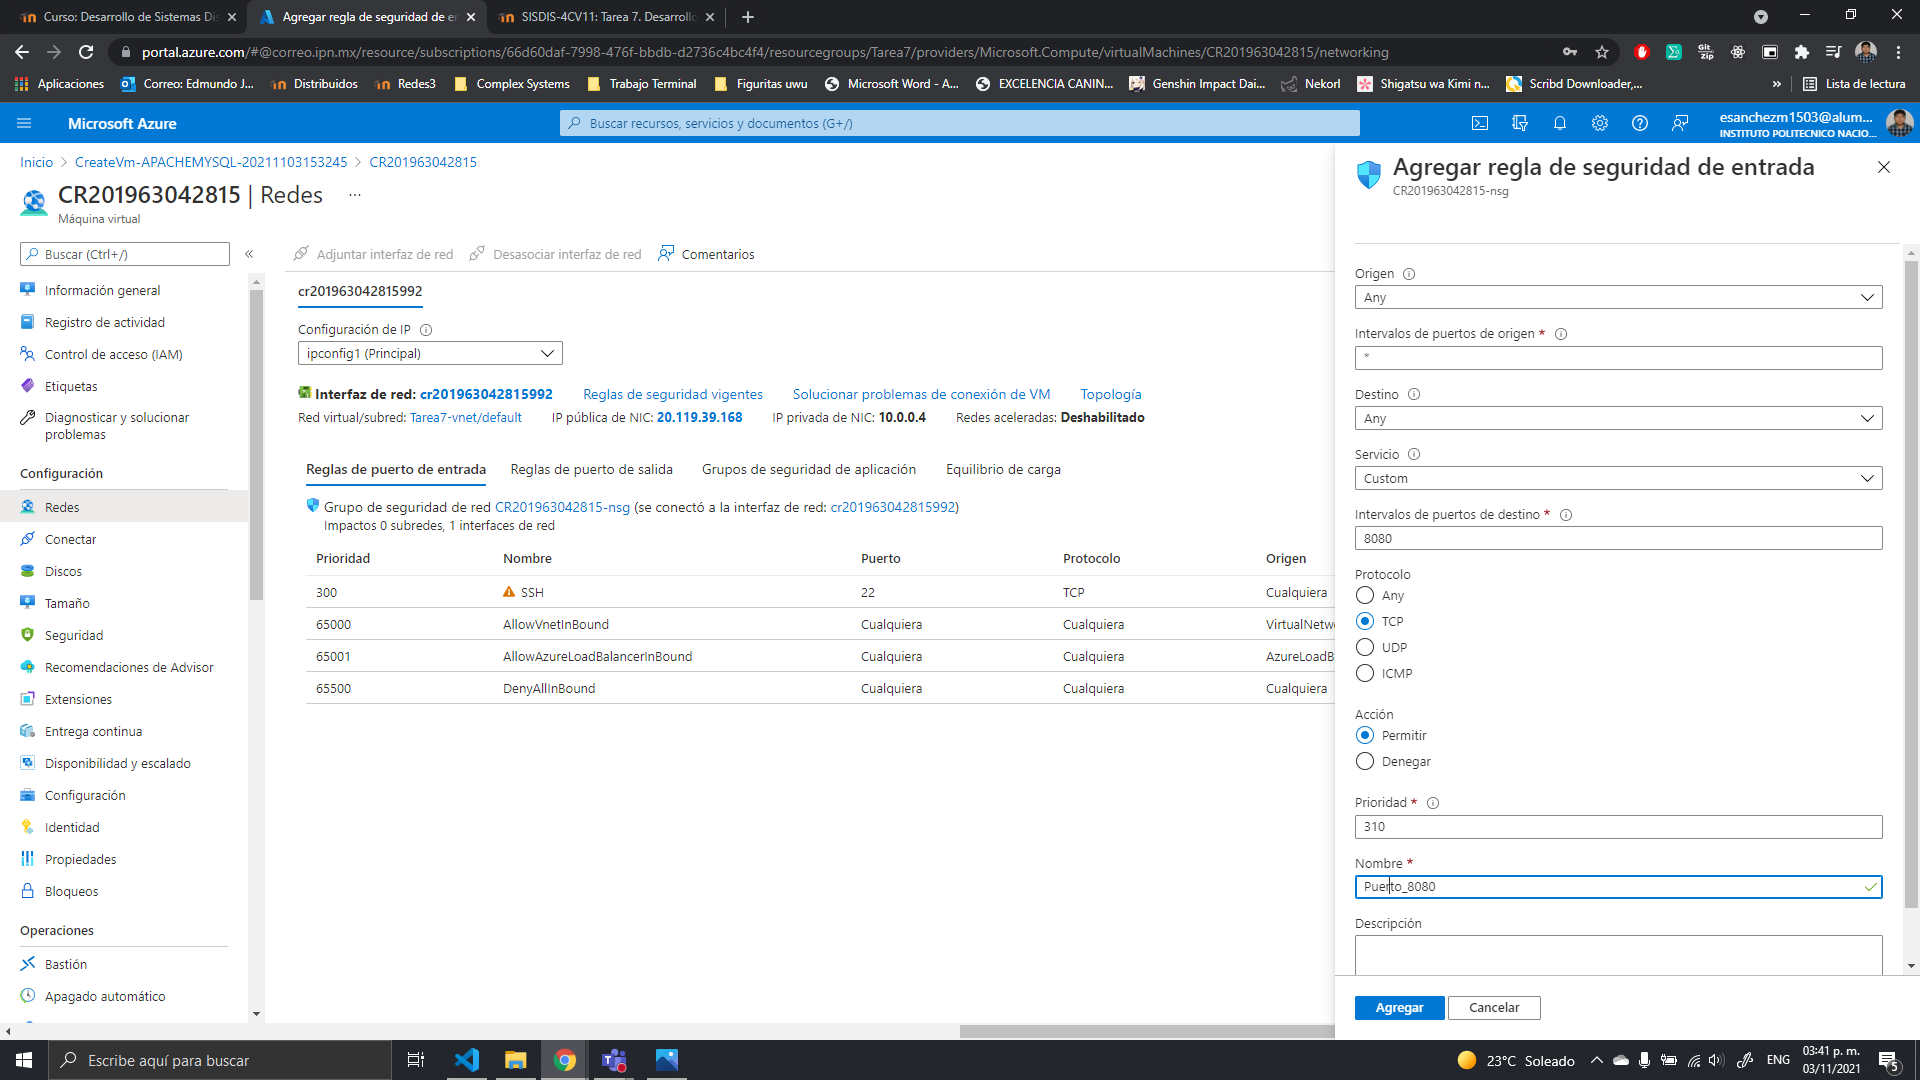 Curso: Desarrollo de Sistemas Dis
Agregar regla de seguridad de en
SISDIS-4CV11: Tarea 7. Desarrollo
portal.azure.com/#@correo.ipn.mx/resource/subscriptions/66d60daf-7998-476f-bbdb-d2736c4bc4f4/resourcegroups/Tarea7/providers/Microsoft.Compute/virtualMachines/CR201963042815/networking
Aplicaciones
Correo: Edmundo J...
Distribuidos
Redes3
Complex Systems
Trabajo Terminal
Figuritas uwu
Microsoft Word - A...
EXCELENCIA CANIN...
Genshin Impact Dai...
Nekorl
Shigatsu wa Kimi n...
Scribd Downloader,...
»
Lista de lectura
Microsoft Azure
Buscar recursos, servicios y documentos (G+/)
esanchezm1503@alum...
INSTITUTO POLITECNICO NACIO...
Inicio > CreateVm-APACHEMYSQL-20211103153245 > CR201963042815
CR201963042815 | Redes ...
Máquina virtual
Buscar (Ctrl+/)
«
Información general
Registro de actividad
Control de acceso (IAM)
Etiquetas
Diagnosticar y solucionar
problemas
Configuración
Redes
Conectar
Discos
Tamaño
Seguridad
Recomendaciones de Advisor
Extensiones
Entrega continua
Disponibilidad y escalado
Configuración
Identidad
Propiedades
Bloqueos
Operaciones
Bastión
Apagado automático
Adjuntar interfaz de red
Desasociar interfaz de red
Comentarios
cr201963042815992
Configuración de IP
ipconfig1 (Principal)
Interfaz de red: cr201963042815992 Reglas de seguridad vigentes Solucionar problemas de conexión de VM Topología
Red virtual/subred: Tarea7-vnet/default IP pública de NIC: 20.119.39.168 IP privada de NIC: 10.0.0.4 Redes aceleradas: Deshabilitado
Reglas de puerto de entrada Reglas de puerto de salida Grupos de seguridad de aplicación Equilibrio de carga
Grupo de seguridad de red CR201963042815-nsg (se conectó a la interfaz de red: cr201963042815992)
Impactos 0 subredes, 1 interfaces de red
Prioridad Nombre Puerto Protocolo Origen
300 SSH 22 TCP Cualquiera
65000 AllowVnetInBound Cualquiera Cualquiera VirtualNetw
65001 AllowAzureLoadBalancerInBound Cualquiera Cualquiera AzureLoadB
65500 DenyAllInBound Cualquiera Cualquiera Cualquiera
Agregar regla de seguridad de entrada
CR201963042815-nsg
Origen
Any
Intervalos de puertos de origen *
*
Destino
Any
Servicio
Custom
Intervalos de puertos de destino *
8080
Protocolo
Any
TCP
UDP
ICMP
Acción
Permitir
Denegar
Prioridad *
310
Nombre *
Puerto_8080
Descripción
Agregar
Cancelar
Escribe aquí para buscar
23°C Soleado
ENG
03:41 p. m.
03/11/2021
5